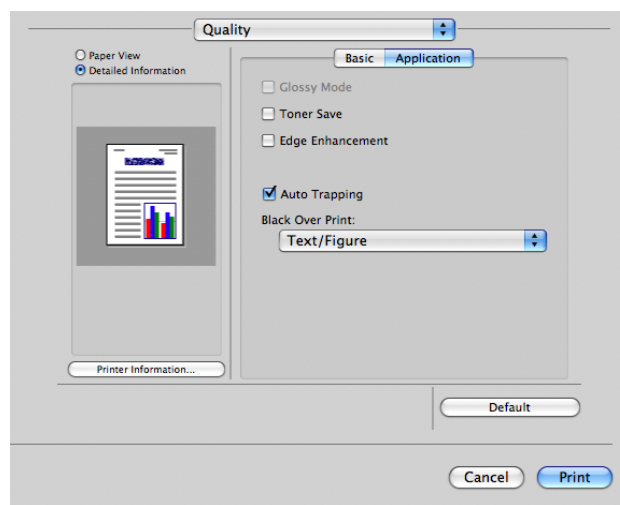 Quality
Paper View
Detailed Information
Basic Application
Glossy Mode
Toner Save
Edge Enhancement
Auto Trapping
Black Over Print:
Text/Figure
Printer Information...
Default
Cancel Print